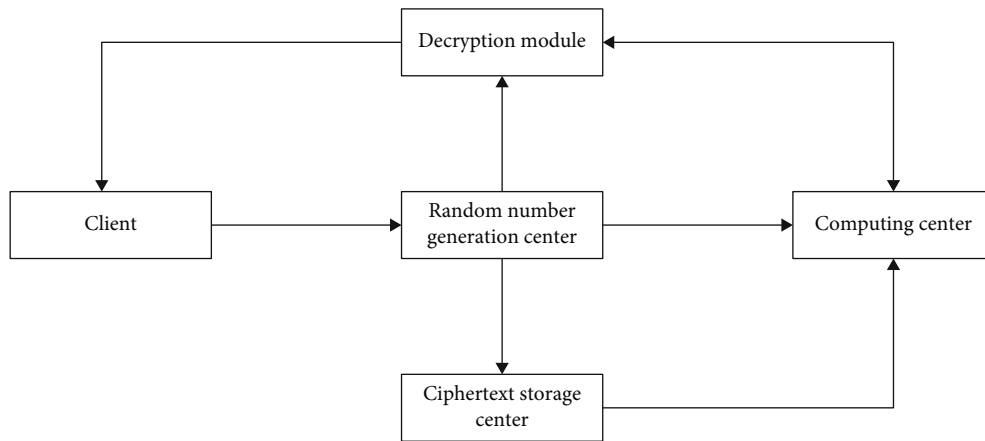 Decryption module
Client
Random number
generation center
Computing center
Ciphertext storage
center